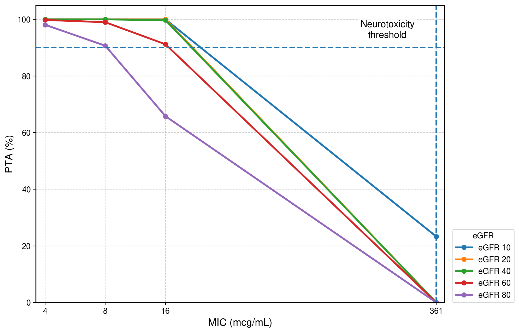 Neurotoxicity
threshold
PTA (%)
100
80
60
40
20
0
4
8
16
361
MIC (mcg/mL)
eGFR
eGFR 10
eGFR 20
eGFR 40
eGFR 60
eGFR 80